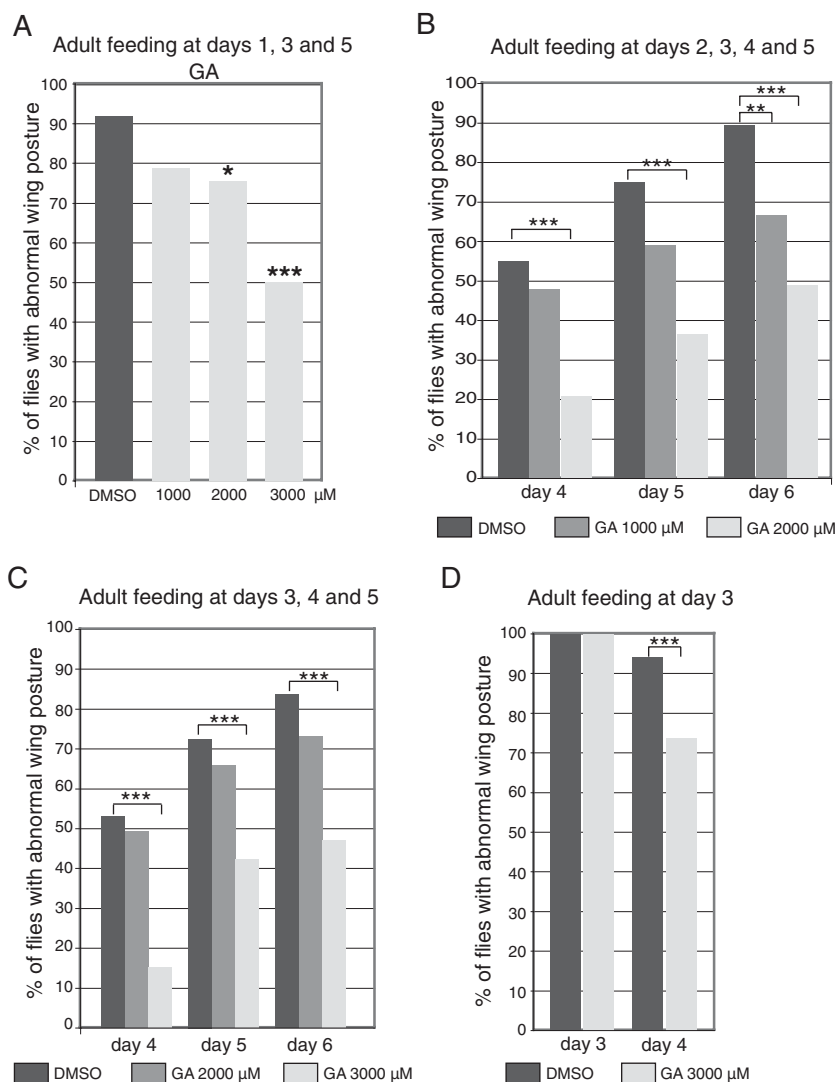 A
Adult feeding at days 1, 3 and 5
GA
% of flies with abnormal wing posture
100
90
80
70
60
50
40
30
20
10
0
*
***
DMSO 1000 2000 3000 µM
B
Adult feeding at days 2, 3, 4 and 5
% of flies with abnormal wing posture
100
90
80
70
60
50
40
30
20
10
0
***
***
***
**
day 4 day 5 day 6
DMSO GA 1000 µM GA 2000 µM
C
Adult feeding at days 3, 4 and 5
% of flies with abnormal wing posture
100
90
80
70
60
50
40
30
20
10
0
***
***
***
day 4 day 5 day 6
DMSO GA 2000 µM GA 3000 µM
D
Adult feeding at day 3
% of flies with abnormal wing posture
100
90
80
70
60
50
40
30
20
10
0
***
day 3 day 4
DMSO GA 3000 µM